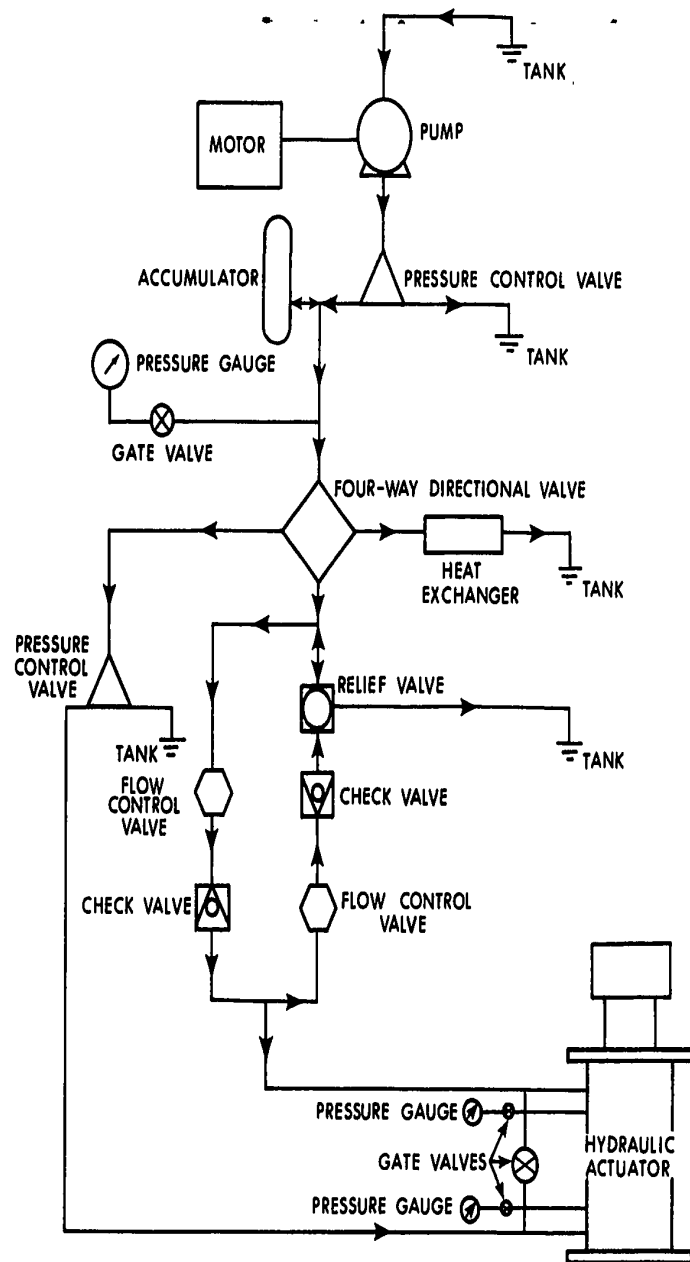 TANK
MOTOR
PUMP
ACCUMULATOR
PRESSURE CONTROL VALVE
TANK
PRESSURE GAUGE
GATE VALVE
FOUR-WAY DIRECTIONAL VALVE
HEAT
EXCHANGER
TANK
PRESSURE
CONTROL
VALVE
RELIEF VALVE
TANK
TANK
FLOW
CONTROL
VALVE
CHECK VALVE
CHECK VALVE
FLOW CONTROL
VALVE
PRESSURE GAUGE
GATE VALVES
HYDRAULIC
ACTUATOR
PRESSURE GAUGE